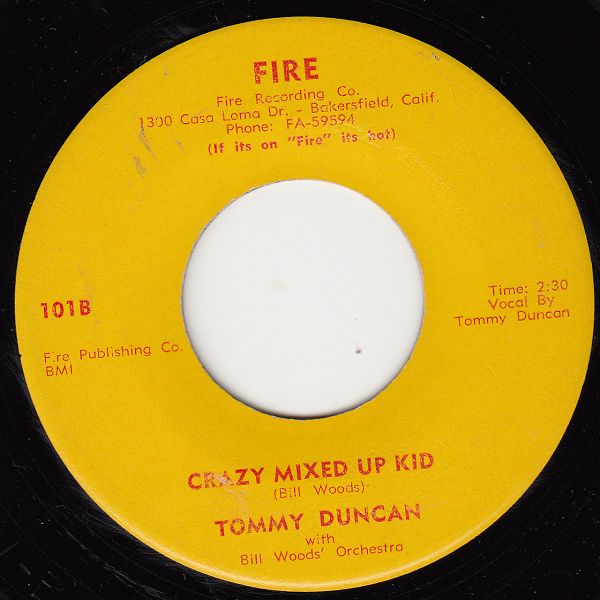 FIRE
Fire Recording Co.
1300 Casa Loma Dr. - Bakersfield, Calif.
Phone: FA-59594
(If its on "Fire" its hot)
101B
Fire Publishing Co.
BMI
Time: 2:30
Vocal By
Tommy Duncan
CRAZY MIXED UP KID
(Bill Woods)
TOMMY DUNCAN
with
Bill Woods' Orchestra